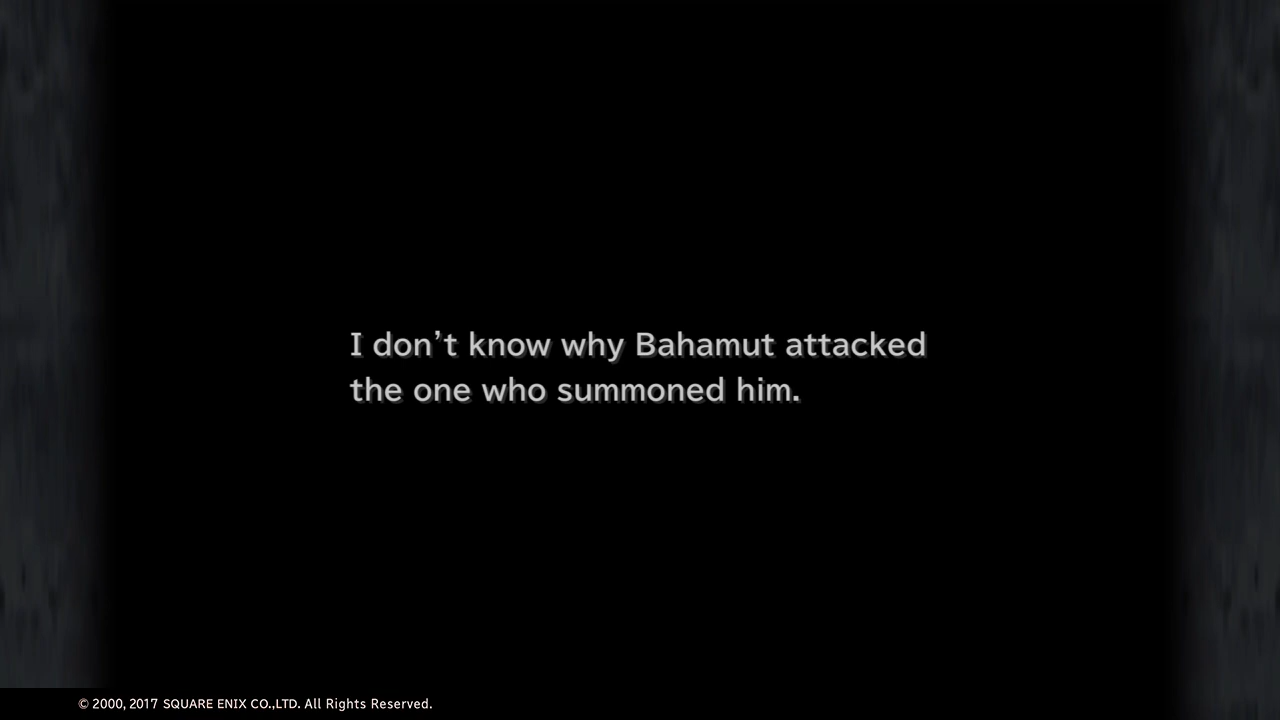 I don’t know why Bahamut attacked
the one who summoned him.
© 2000, 2017 SQUARE ENIX CO.,LTD. All Rights Reserved.